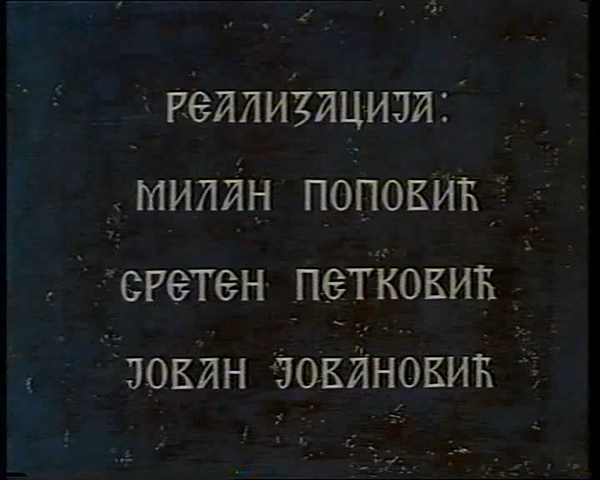 РЕАЛИЗАЦИЈА:
МИЛАН ПОПОВИЋ
СРЕТЕН ПЕТКОВИЋ
ЈОВАН ЈОВАНОВИЋ